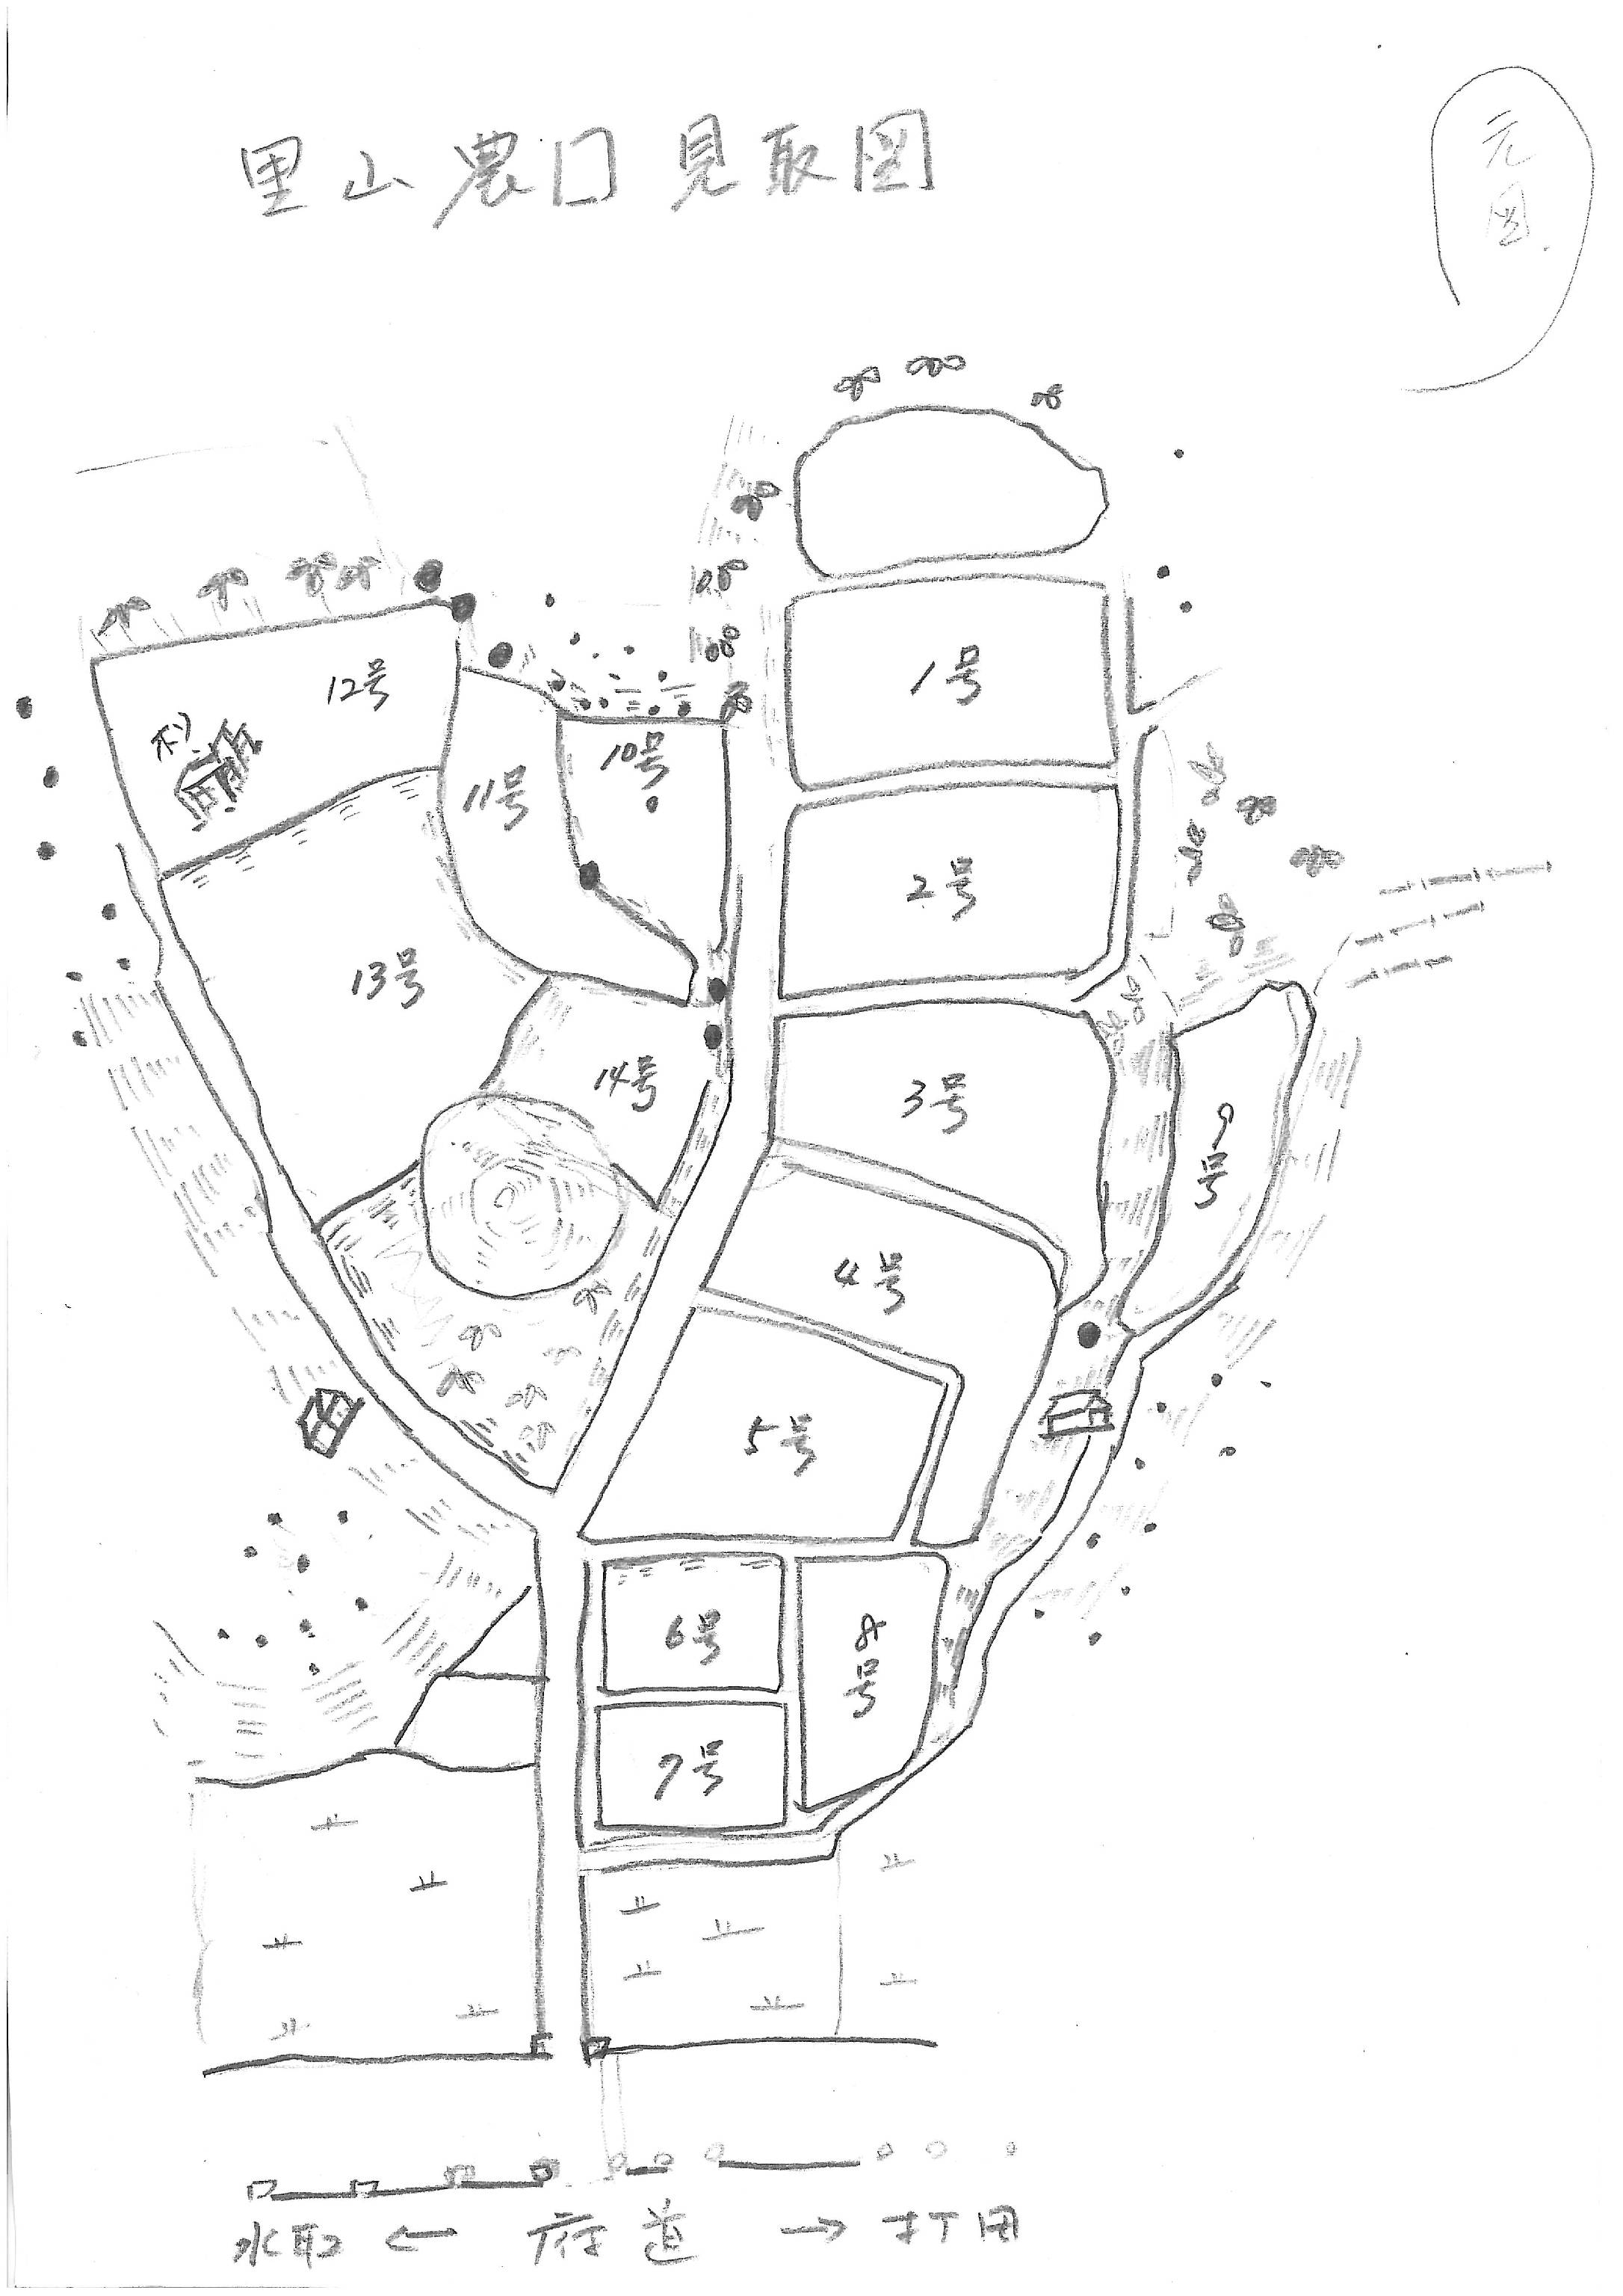 里山農口見取図
元図
12号
1号
10号
11号
2号
13号
14号
3号
9号
4号
5号
6号
8号
7号
水取 ← 府道 → 打田